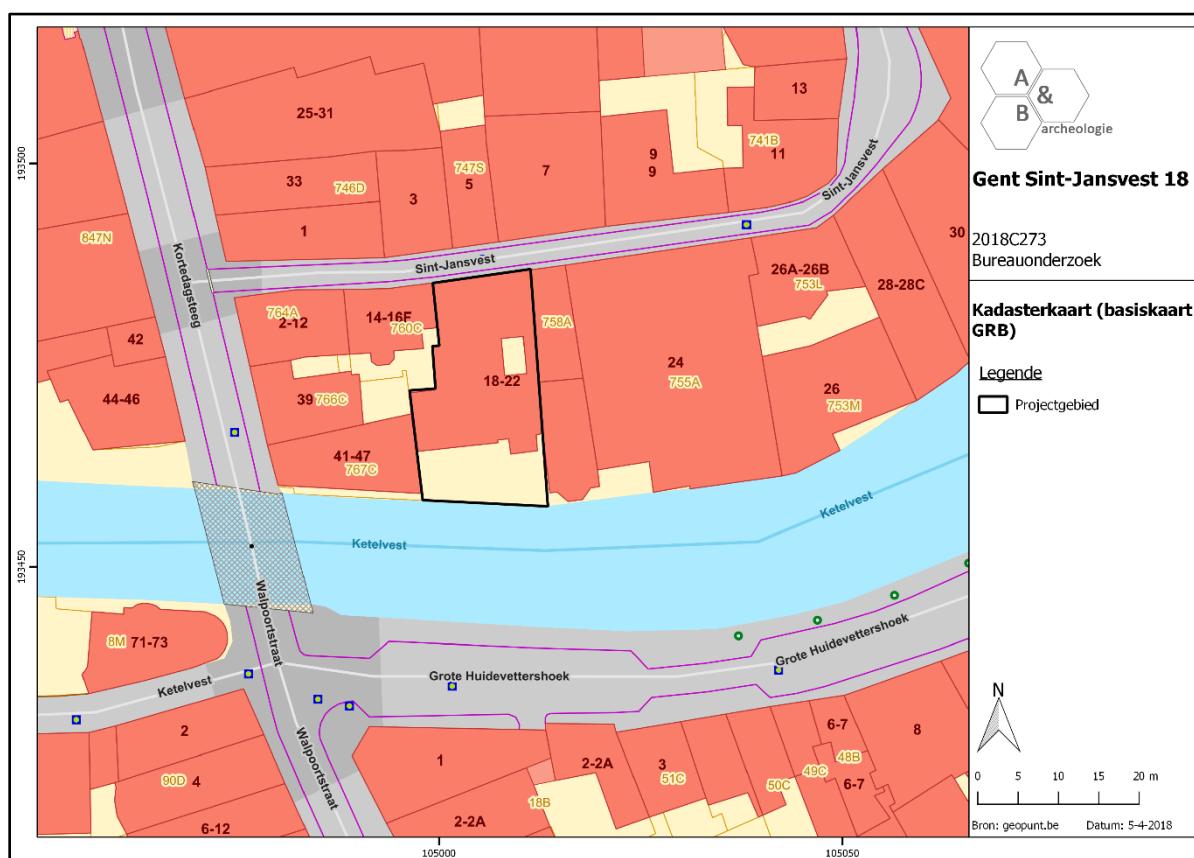 25-31
13
741B
11
9
9
7
747S
5
33
746D
3
1
847N
30
193500
Kortedagsteeg
Sint-Jansvest
Sint-Jansvest
26A-26B
753L
28-28C
764A
2-12
14-16F
760C
758A
42
18-22
24
755A
44-46
39
766C
26
753M
41-47
767C
Ketelvest
Ketelvest
193450
Walpoortstraat
8M
71-73
Grote Huidevettershoek
Grote Huidevettershoek
Ketelvest
Walpoortstraat
2
90D
4
6-12
1
2-2A
2-2A
18B
3
51C
50C
49C
6-7
48B
6-7
8
105000
105050
A
&
B
archeologie
Gent Sint-Jansvest 18
2018C273
Bureauonderzoek
Kadasterkaart (basiskaart
GRB)
Legende
Projectgebied
N
0 5 10 15 20 m
Bron: geopunt.be Datum: 5-4-2018